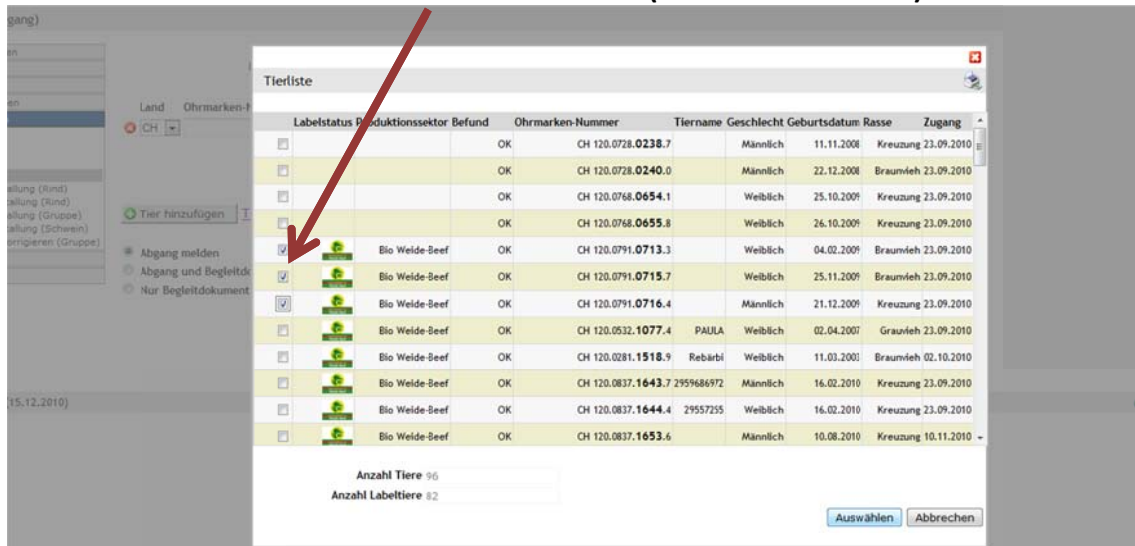 gang)
en
en
Land Ohrmarken-N
CH
allung (Rind)
tallung (Rind)
allung (Gruppe)
allung (Schwein)
orrigieren (Gruppe)
Tier hinzufügen T
Abgang melden
Abgang und Begleitdo
Nur Begleitdokument
(15.12.2010)
Tierliste
Labelstatus Produktionssektor Befund Ohrmarken-Nummer Tiername Geschlecht Geburtsdatum Rasse Zugang
OK CH 120.0728.0238.7 Männlich 11.11.2008 Kreuzung 23.09.2010
OK CH 120.0728.0240.0 Männlich 22.12.2008 Braunvieh 23.09.2010
OK CH 120.0768.0654.1 Weiblich 25.10.2009 Kreuzung 23.09.2010
OK CH 120.0768.0655.8 Weiblich 26.10.2009 Kreuzung 23.09.2010
Bio Weide-Beef OK CH 120.0791.0713.3 Weiblich 04.02.2009 Braunvieh 23.09.2010
Bio Weide-Beef OK CH 120.0791.0715.7 Weiblich 25.11.2009 Braunvieh 23.09.2010
Bio Weide-Beef OK CH 120.0791.0716.4 Männlich 21.12.2009 Kreuzung 23.09.2010
Bio Weide-Beef OK CH 120.0532.1077.4 PAULA Weiblich 02.04.2007 Grauvieh 23.09.2010
Bio Weide-Beef OK CH 120.0281.1518.9 Rebärbi Weiblich 11.03.2003 Braunvieh 02.10.2010
Bio Weide-Beef OK CH 120.0837.1643.7 2959686972 Männlich 16.02.2010 Kreuzung 23.09.2010
Bio Weide-Beef OK CH 120.0837.1644.4 29557255 Weiblich 16.02.2010 Kreuzung 23.09.2010
Bio Weide-Beef OK CH 120.0837.1653.6 Männlich 10.08.2010 Kreuzung 10.11.2010
Anzahl Tiere 96
Anzahl Labeltiere 82
Auswählen Abbrechen